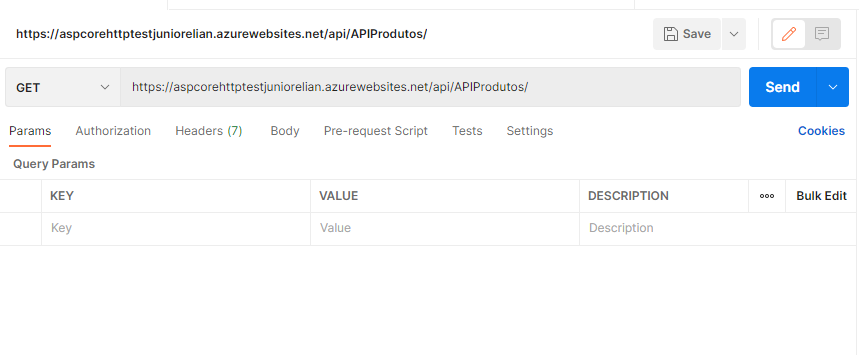 https://aspcorehttptestjuniorelian.azurewebsites.net/api/APIProdutos/ Save
GET https://aspcorehttptestjuniorelian.azurewebsites.net/api/APIProdutos/ Send
Params Authorization Headers (7) Body Pre-request Script Tests Settings Cookies
Query Params
KEY VALUE DESCRIPTION Bulk Edit
Key Value Description